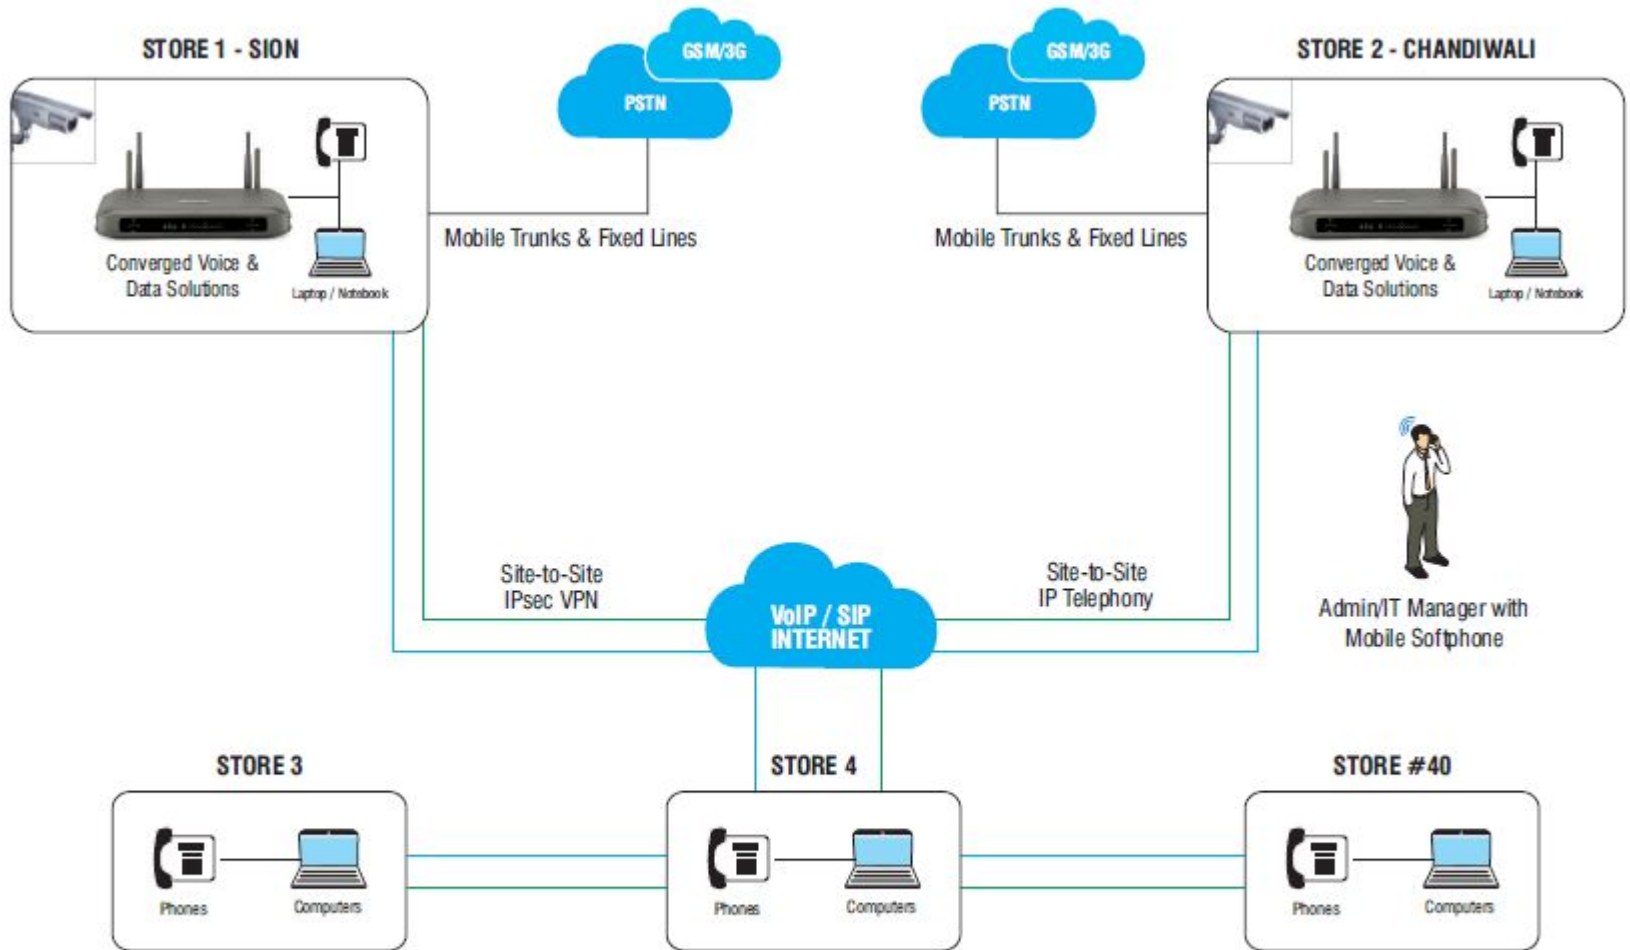 STORE 1 - SION
GSM/3G
PSTN
GSM/3G
PSTN
STORE 2 - CHANDIWALI
Converged Voice &
Data Solutions
Laptop / Notebook
Mobile Trunks & Fixed Lines
Mobile Trunks & Fixed Lines
Converged Voice &
Data Solutions
Laptop / Notebook
Site-to-Site
IPsec VPN
VoIP / SIP
INTERNET
Site-to-Site
IP Telephony
Admin/IT Manager with
Mobile Softphone
STORE 3
Phones
Computers
STORE 4
Phones
Computers
STORE #40
Phones
Computers